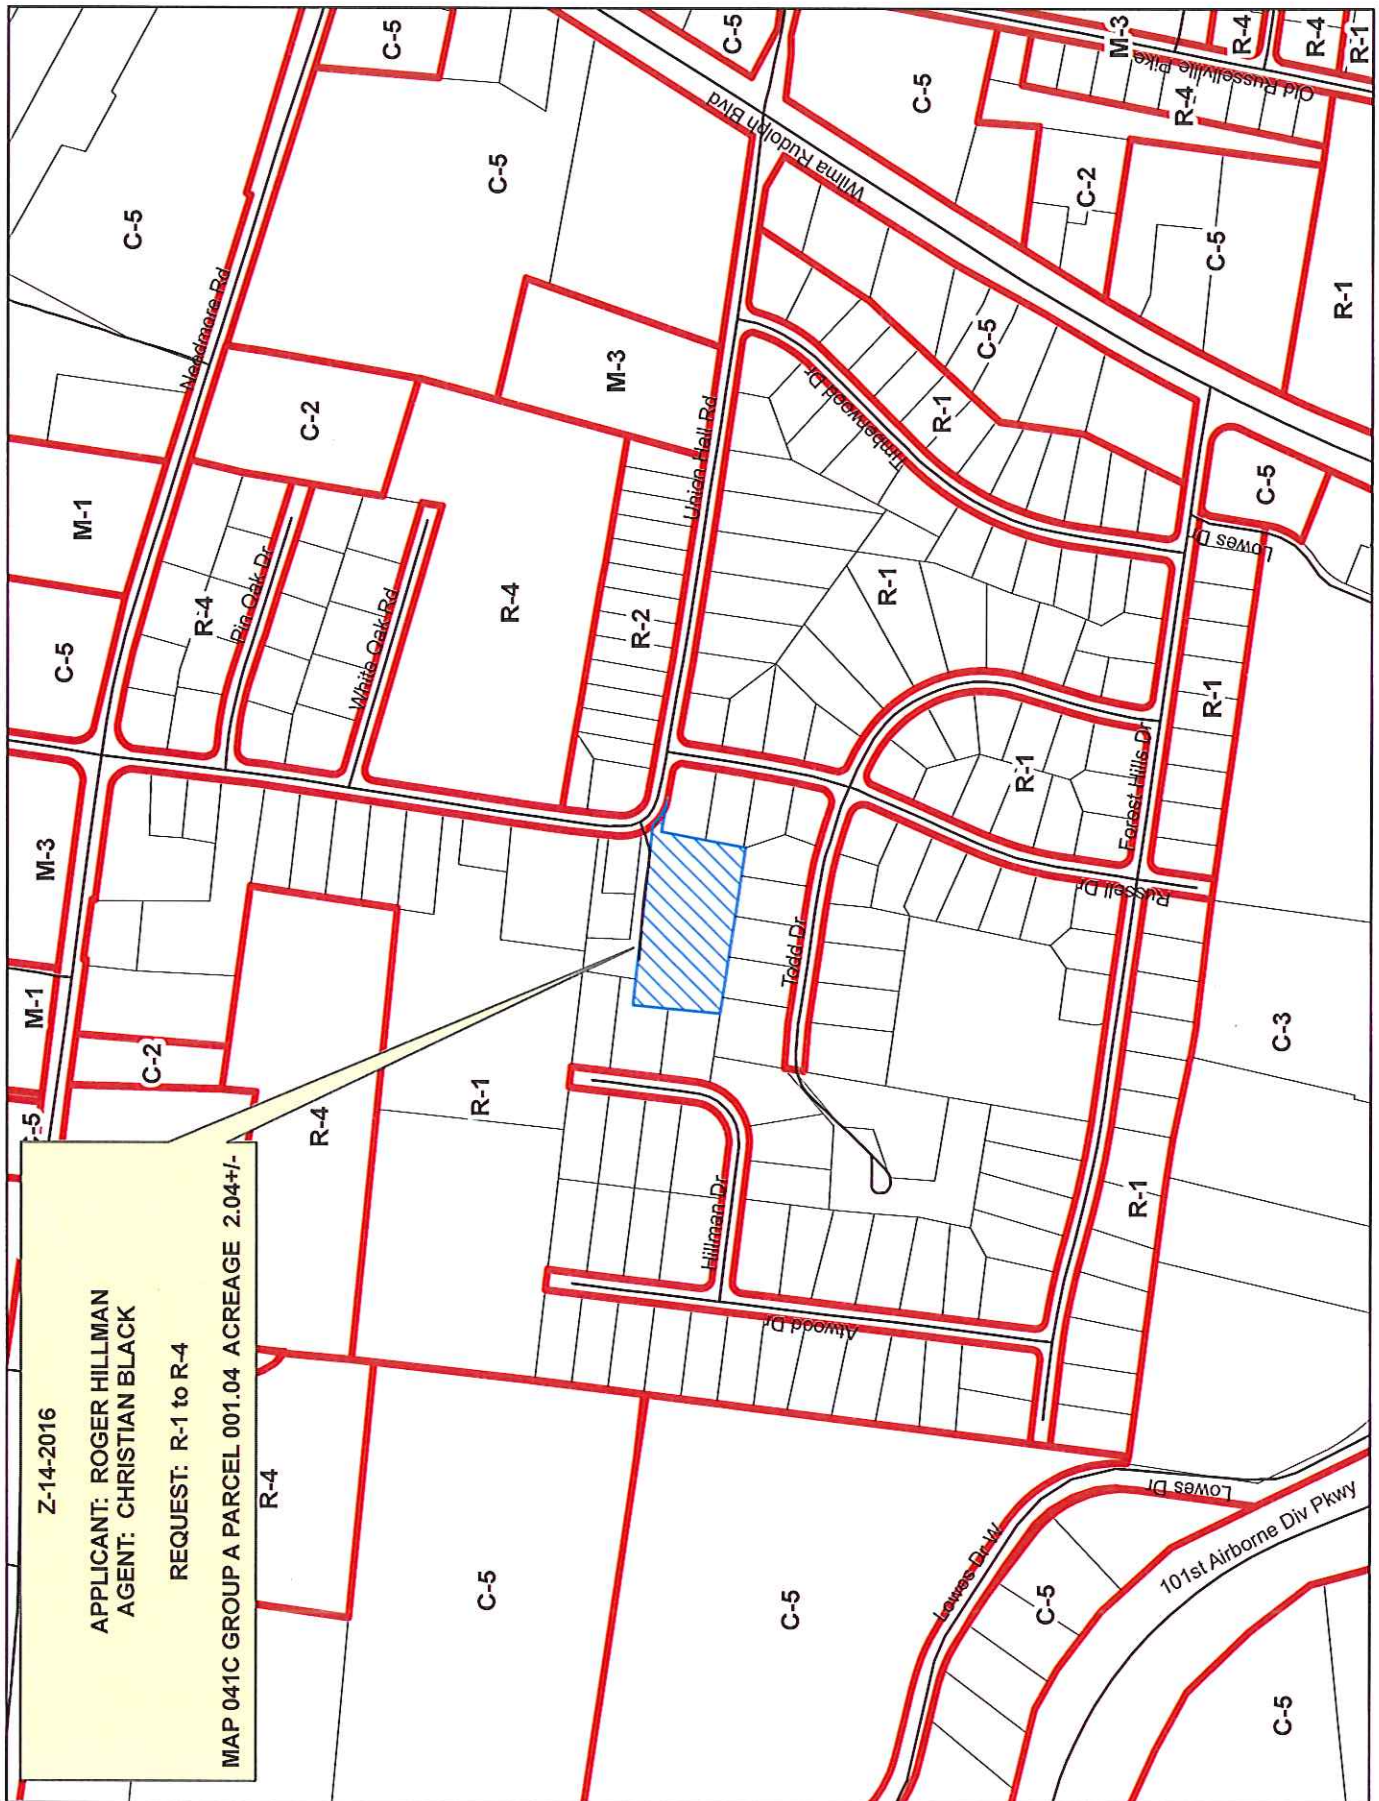 Z-14-2016
APPLICANT: ROGER HILLMAN
AGENT: CHRISTIAN BLACK
REQUEST: R-1 to R-4
MAP 041C GROUP A PARCEL 001.04 ACREAGE 2.04+/-
C-5
C-5
C-5
C-5
C-5
M-3
R-4
R-4
R-1
Old Russellville Pike
R-4
C-2
C-5
R-1
Wilma Rudolph Blvd
Needmore Rd
C-2
M-3
M-1
C-5
R-4
Pin Oak Dr
White Oak Rd
R-4
R-2
Union Hall Rd
Timberwood Dr
R-1
C-5
C-5
Lowes Dr
R-1
R-1
R-1
Forest Hills Dr
Russell Dr
Todd Dr
M-3
M-1
C-2
R-4
R-1
Hillman Dr
Atwood Dr
R-1
C-3
R-4
C-5
C-5
Lowes Dr W
Lowes Dr
C-5
101st Airborne Div Pkwy
C-5